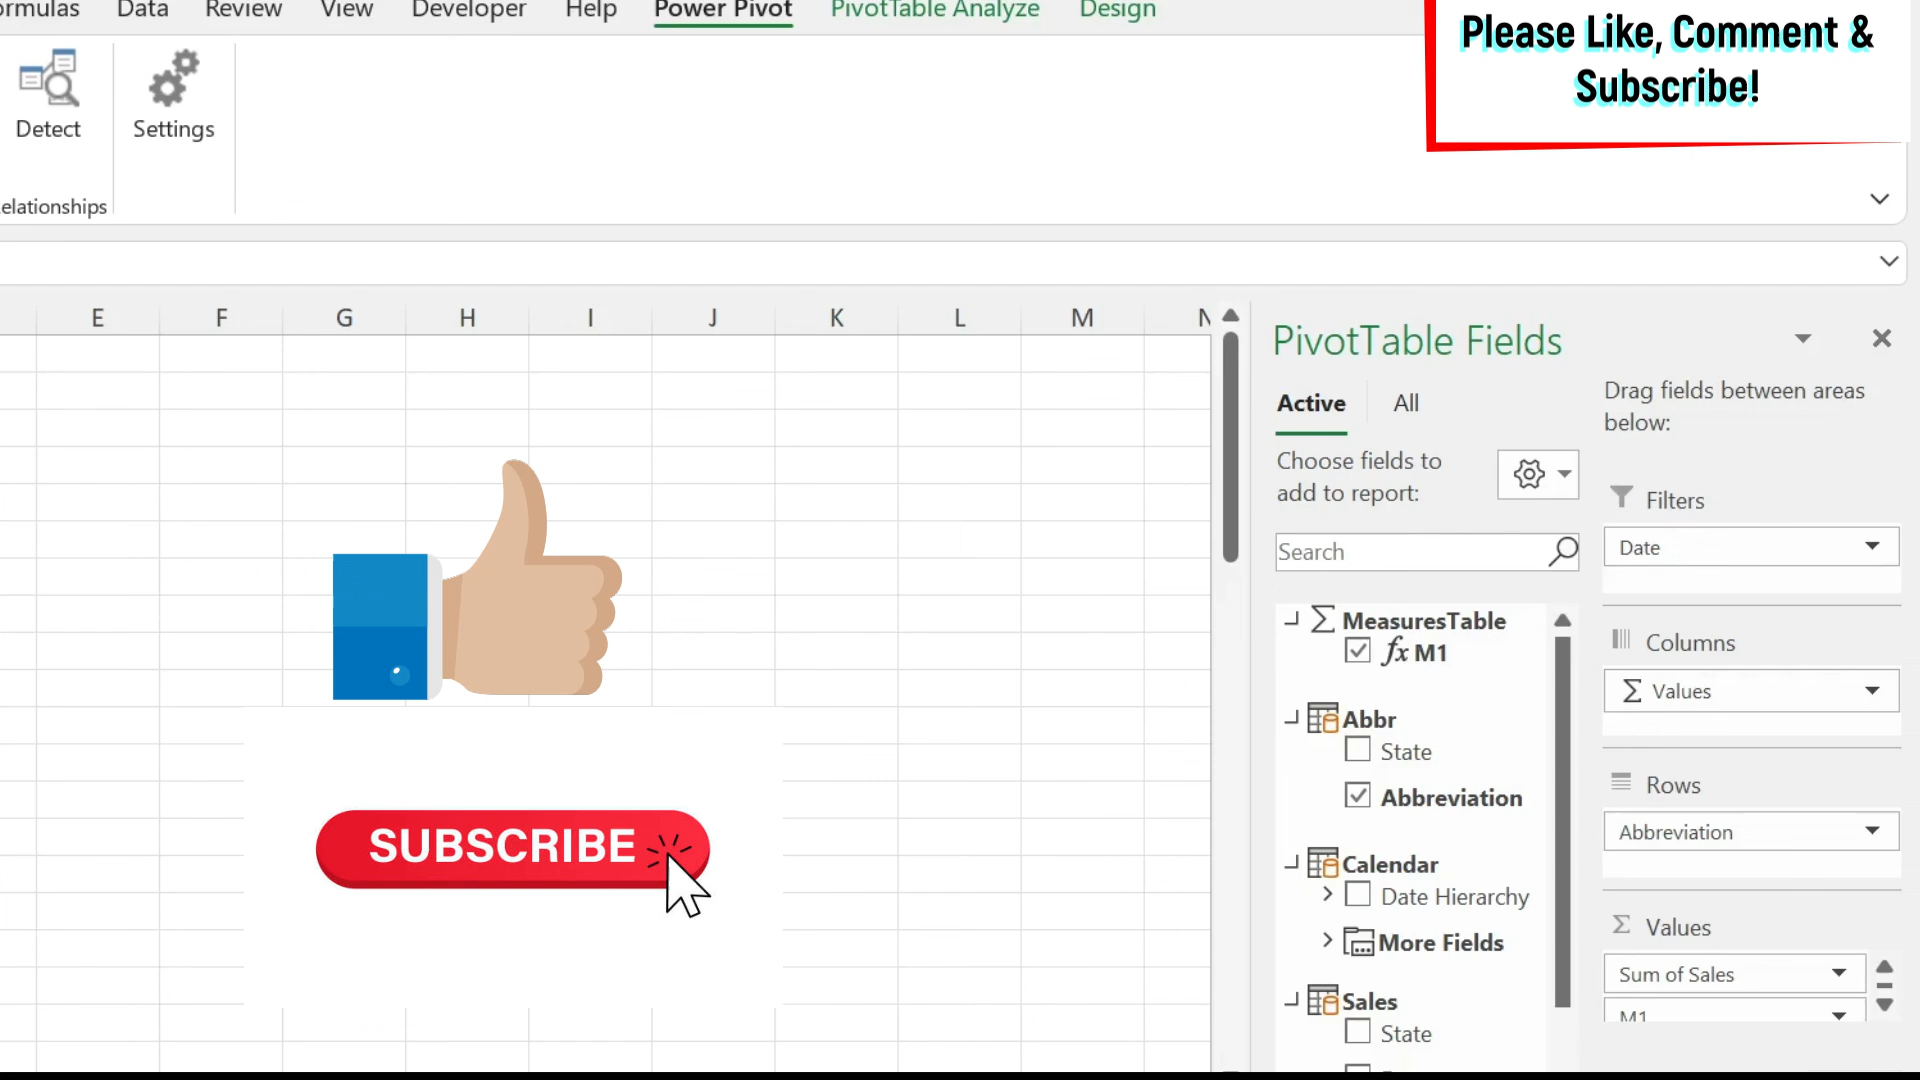 ormulas Data Review View Developer Help Power Pivot PivotTable Analyze Design
Please Like, Comment &
Subscribe!
Detect Settings
elationships
E F G H I J K L M N
PivotTable Fields
Active All
Choose fields to
add to report:
Search
MeasuresTable
fx M1
Abbr
State
Abbreviation
Calendar
Date Hierarchy
More Fields
Sales
State
Drag fields between areas
below:
Filters
Date
Columns
Σ Values
Rows
Abbreviation
Σ Values
Sum of Sales
M1
SUBSCRIBE